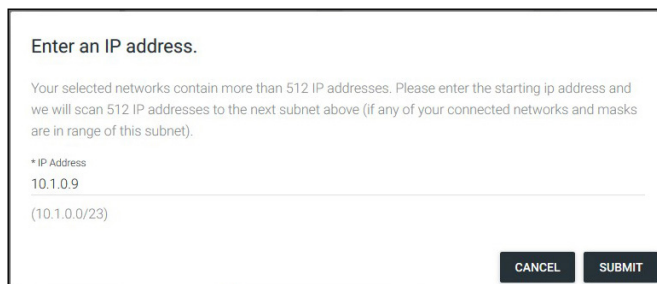 Enter an IP address.
Your selected networks contain more than 512 IP addresses. Please enter the starting ip address and
we will scan 512 IP addresses to the next subnet above (if any of your connected networks and masks
are in range of this subnet).
* IP Address
10.1.0.9
(10.1.0.0/23)
CANCEL SUBMIT